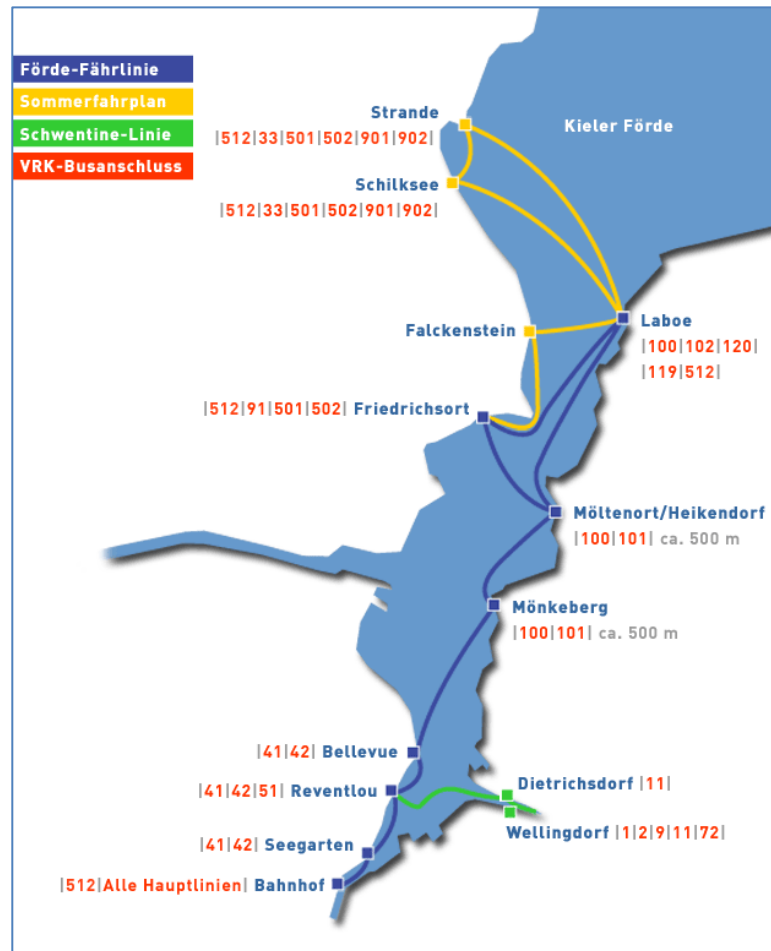 Förde-Fährlinie
Sommerfahrplan
Schwentine-Linie
VRK-Busanschluss
Strande
|512|33|501|502|901|902|
Kieler Förde
Schilksee
|512|33|501|502|901|902|
Falckenstein
Laboe
|100|102|120|
|119|512|
|512|91|501|502| Friedrichsort
Möltenort/Heikendorf
|100|101| ca. 500 m
Mönkeberg
|100|101| ca. 500 m
|41|42| Bellevue
|41|42|51| Reventlou
Dietrichsdorf |11|
Wellingdorf |1|2|9|11|72|
|41|42| Seegarten
|512|Alle Hauptlinien| Bahnhof